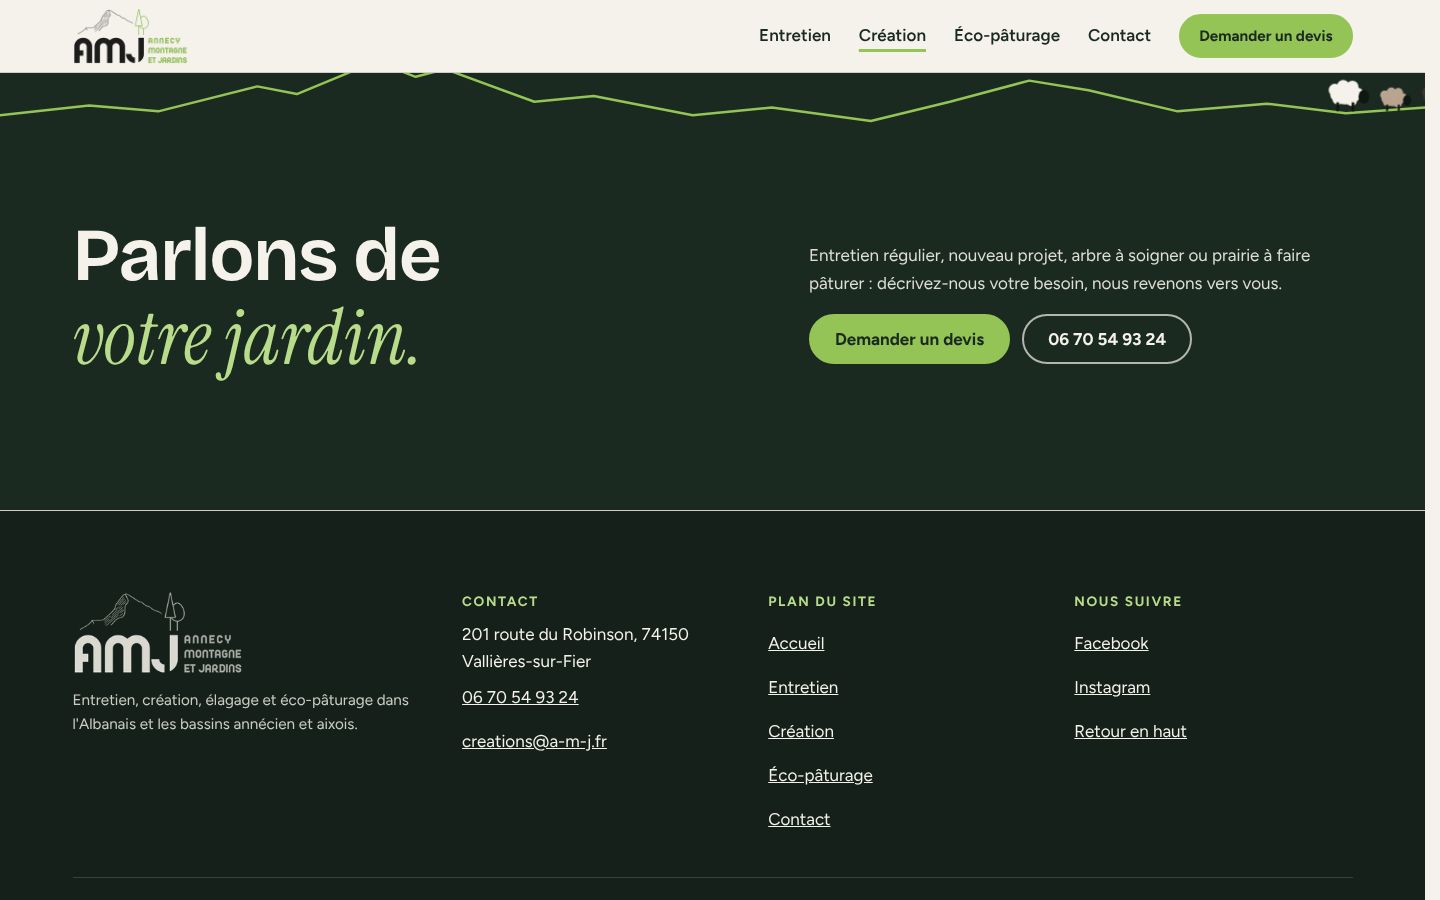 AMJ ANNECY
MONTAGNE
ET JARDINS
Entretien Création Éco-pâturage Contact Demander un devis
Parlons de
votre jardin.
Entretien régulier, nouveau projet, arbre à soigner ou prairie à faire
pâturer : décrivez-nous votre besoin, nous revenons vers vous.
Demander un devis 06 70 54 93 24
AMJ ANNECY
MONTAGNE
ET JARDINS
Entretien, création, élagage et éco-pâturage dans
l'Albanais et les bassins annécien et aixois.
CONTACT
201 route du Robinson, 74150
Vallières-sur-Fier
06 70 54 93 24
creations@a-m-j.fr
PLAN DU SITE
Accueil
Entretien
Création
Éco-pâturage
Contact
NOUS SUIVRE
Facebook
Instagram
Retour en haut